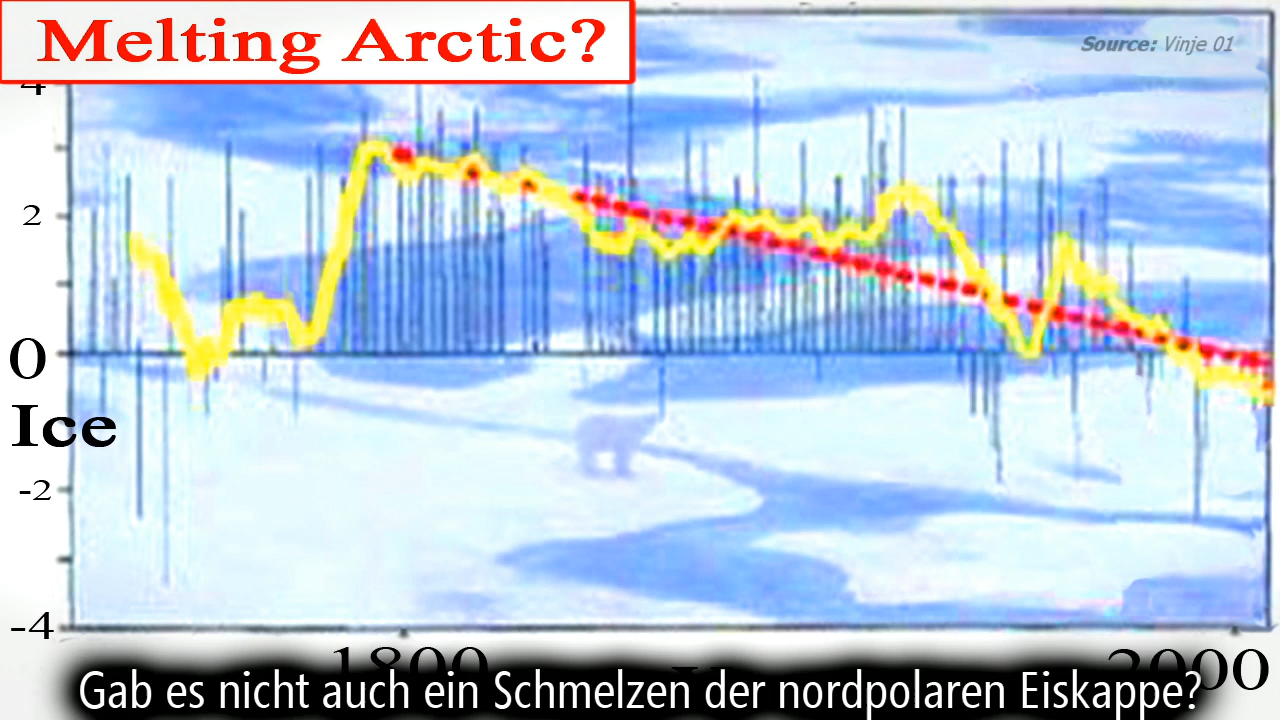 Melting Arctic?
Source: Vinje 01
4
2
0
Ice
-2
-4
1800
2000
Gab es nicht auch ein Schmelzen der nordpolaren Eiskappe?